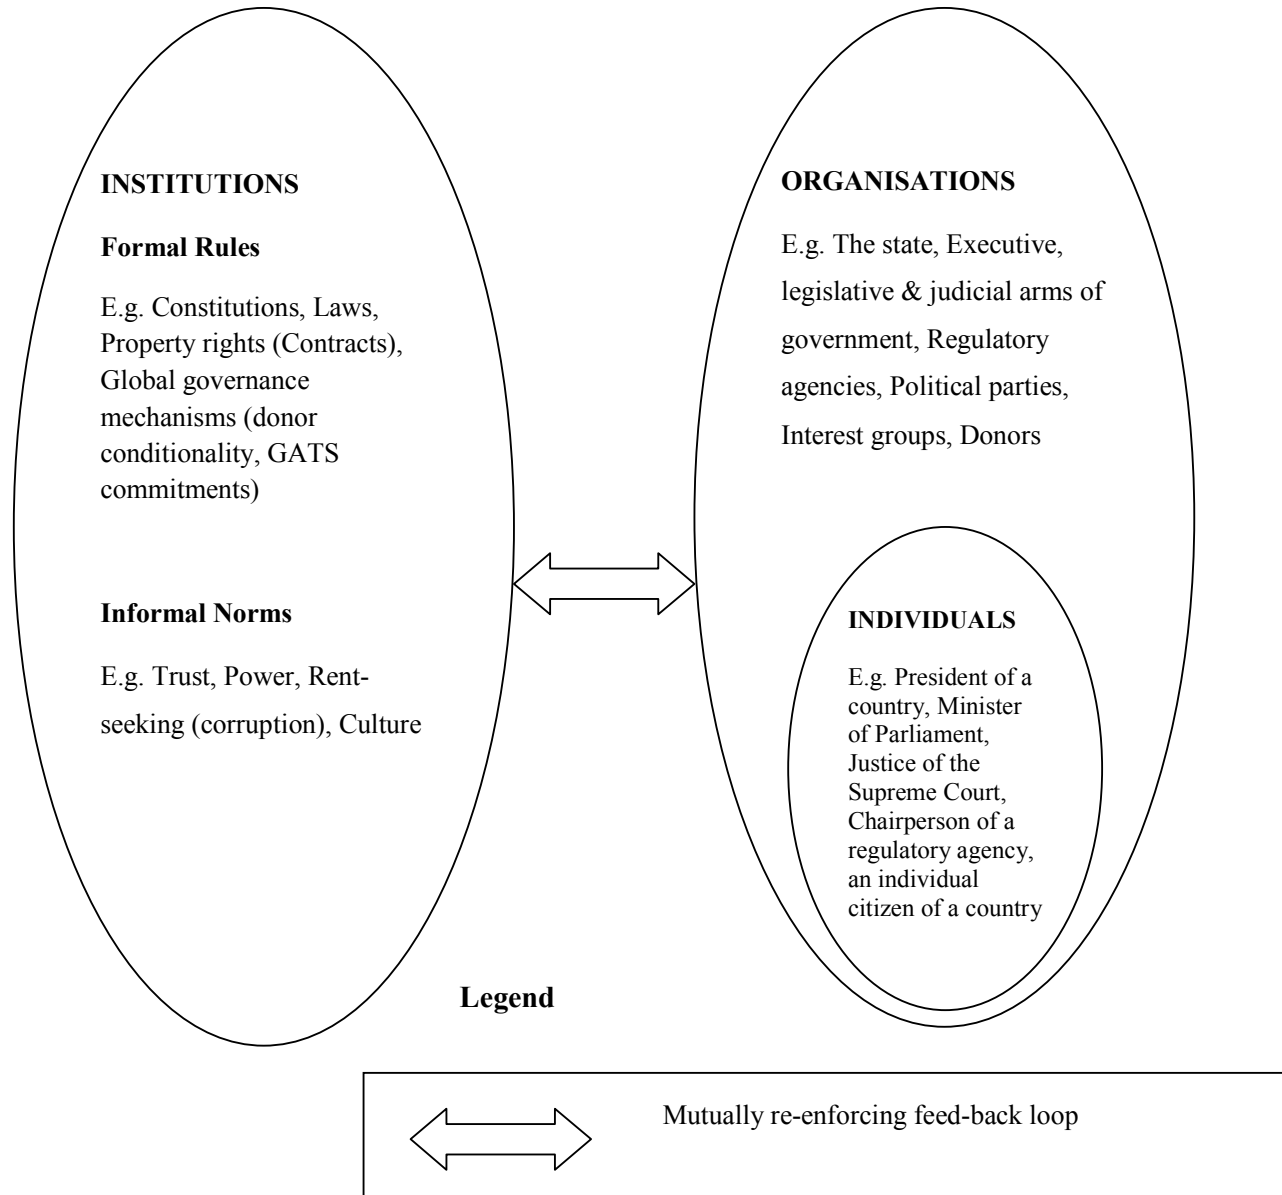 INSTITUTIONS
Formal Rules
E.g. Constitutions, Laws,
Property rights (Contracts),
Global governance
mechanisms (donor
conditionality, GATS
commitments)
Informal Norms
E.g. Trust, Power, Rent-
seeking (corruption), Culture
ORGANISATIONS
E.g. The state, Executive,
legislative & judicial arms of
government, Regulatory
agencies, Political parties,
Interest groups, Donors
INDIVIDUALS
E.g. President of a
country, Minister
of Parliament,
Justice of the
Supreme Court,
Chairperson of a
regulatory agency,
an individual
citizen of a country
Legend
Mutually re-enforcing feed-back loop